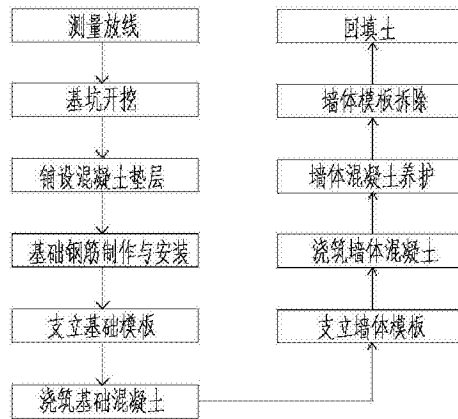 测量放线
基坑开挖
铺设混凝土垫层
基础钢筋制作与安装
支立基础模板
浇筑基础混凝土
支立墙体模板
浇筑墙体混凝土
墙体混凝土养护
墙体模板拆除
回填土